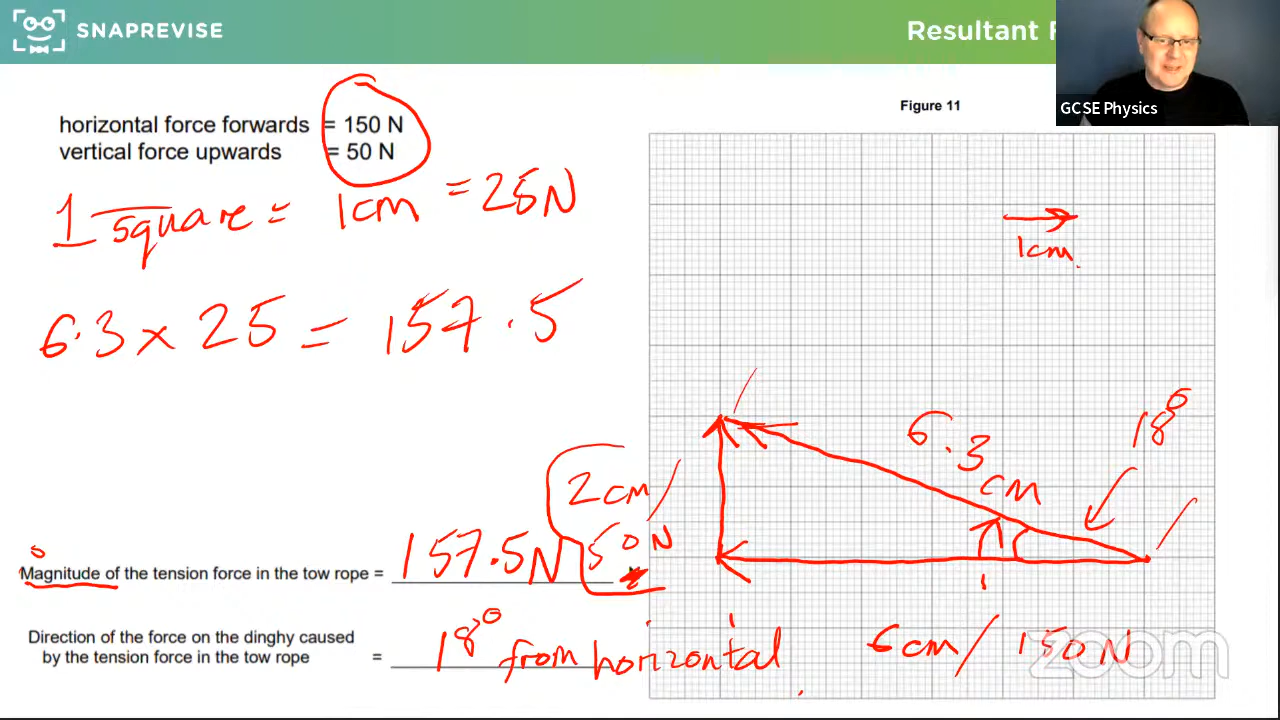 SNAPREVISE
Resultant
GCSE Physics
Figure 11
horizontal force forwards = 150 N
vertical force upwards = 50 N
1 square = 1cm = 25N
1cm
6.3 x 25 = 157.5
18°
6.3
cm
2cm/
50N
Magnitude of the tension force in the tow rope = 157.5N
Direction of the force on the dinghy caused
by the tension force in the tow rope = 18° from horizontal
6cm/150N
zoom